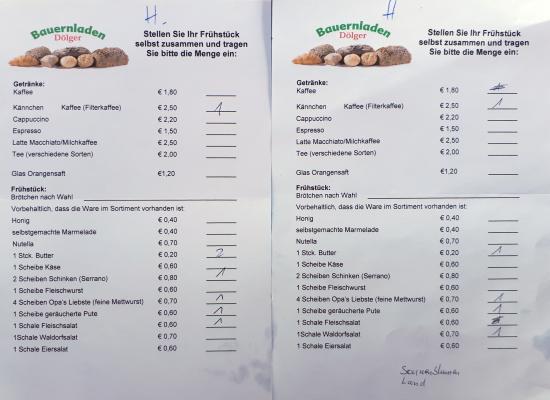 H.
Bauernladen
Dölger
Stellen Sie Ihr Frühstück
selbst zusammen und tragen
Sie bitte die Menge ein:
Getränke:
Kaffee € 1,80
Kännchen Kaffee (Filterkaffee) € 2,50 1
Cappuccino € 2,20
Espresso € 1,50
Latte Macchiato/Milchkaffee € 2,50
Tee (verschiedene Sorten) € 2,00
Glas Orangensaft €1,20
Frühstück:
Brötchen nach Wahl
Vorbehaltlich, dass die Ware im Sortiment vorhanden ist:
Honig € 0,40
selbstgemachte Marmelade € 0,40
Nutella € 0,70
1 Stck. Butter € 0,20 2
1 Scheibe Käse € 0,60
2 Scheiben Schinken (Serrano) € 0,80 1
1 Scheibe Fleischwurst € 0,60
4 Scheiben Opa's Liebste (feine Mettwurst) € 0,70 1
1 Scheibe geräucherte Pute € 0,60 1
1 Schale Fleischsalat € 0,60 1
1Schale Waldorfsalat € 0,70
1 Schale Eiersalat € 0,60
H
Bauernladen
Dölger
Stellen Sie Ihr Frühstück
selbst zusammen und tragen
Sie bitte die Menge ein:
Getränke:
Kaffee € 1,80
Kännchen Kaffee (Filterkaffee) € 2,50 1
Cappuccino € 2,20
Espresso € 1,50
Latte Macchiato/Milchkaffee € 2,50
Tee (verschiedene Sorten) € 2,00
Glas Orangensaft €1,20
Frühstück:
Brötchen nach Wahl
Vorbehaltlich, dass die Ware im Sortiment vorhanden ist:
Honig € 0,40
selbstgemachte Marmelade € 0,40
Nutella € 0,70
1 Stck. Butter € 0,20 1
1 Scheibe Käse € 0,60
2 Scheiben Schinken (Serrano) € 0,80
1 Scheibe Fleischwurst € 0,60
4 Scheiben Opa's Liebste (feine Mettwurst) € 0,70 1
1 Scheibe geräucherte Pute € 0,60 1
1 Schale Fleischsalat € 0,60
1Schale Waldorfsalat € 0,70 1
1 Schale Eiersalat € 0,60
Land